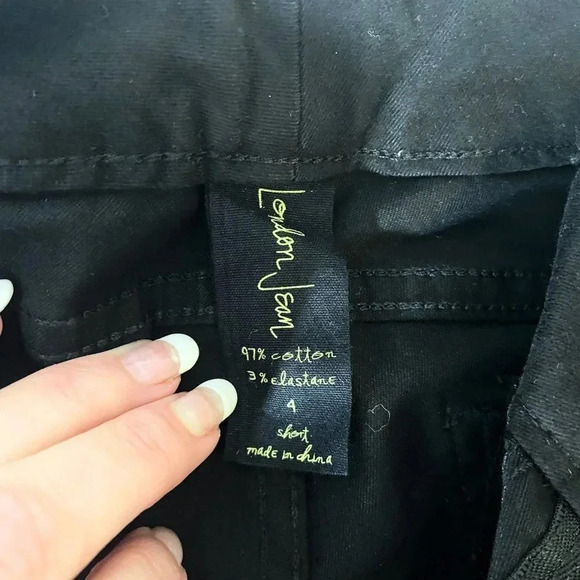 London Jean
97% cotton
3% elastane
4
short
made in china